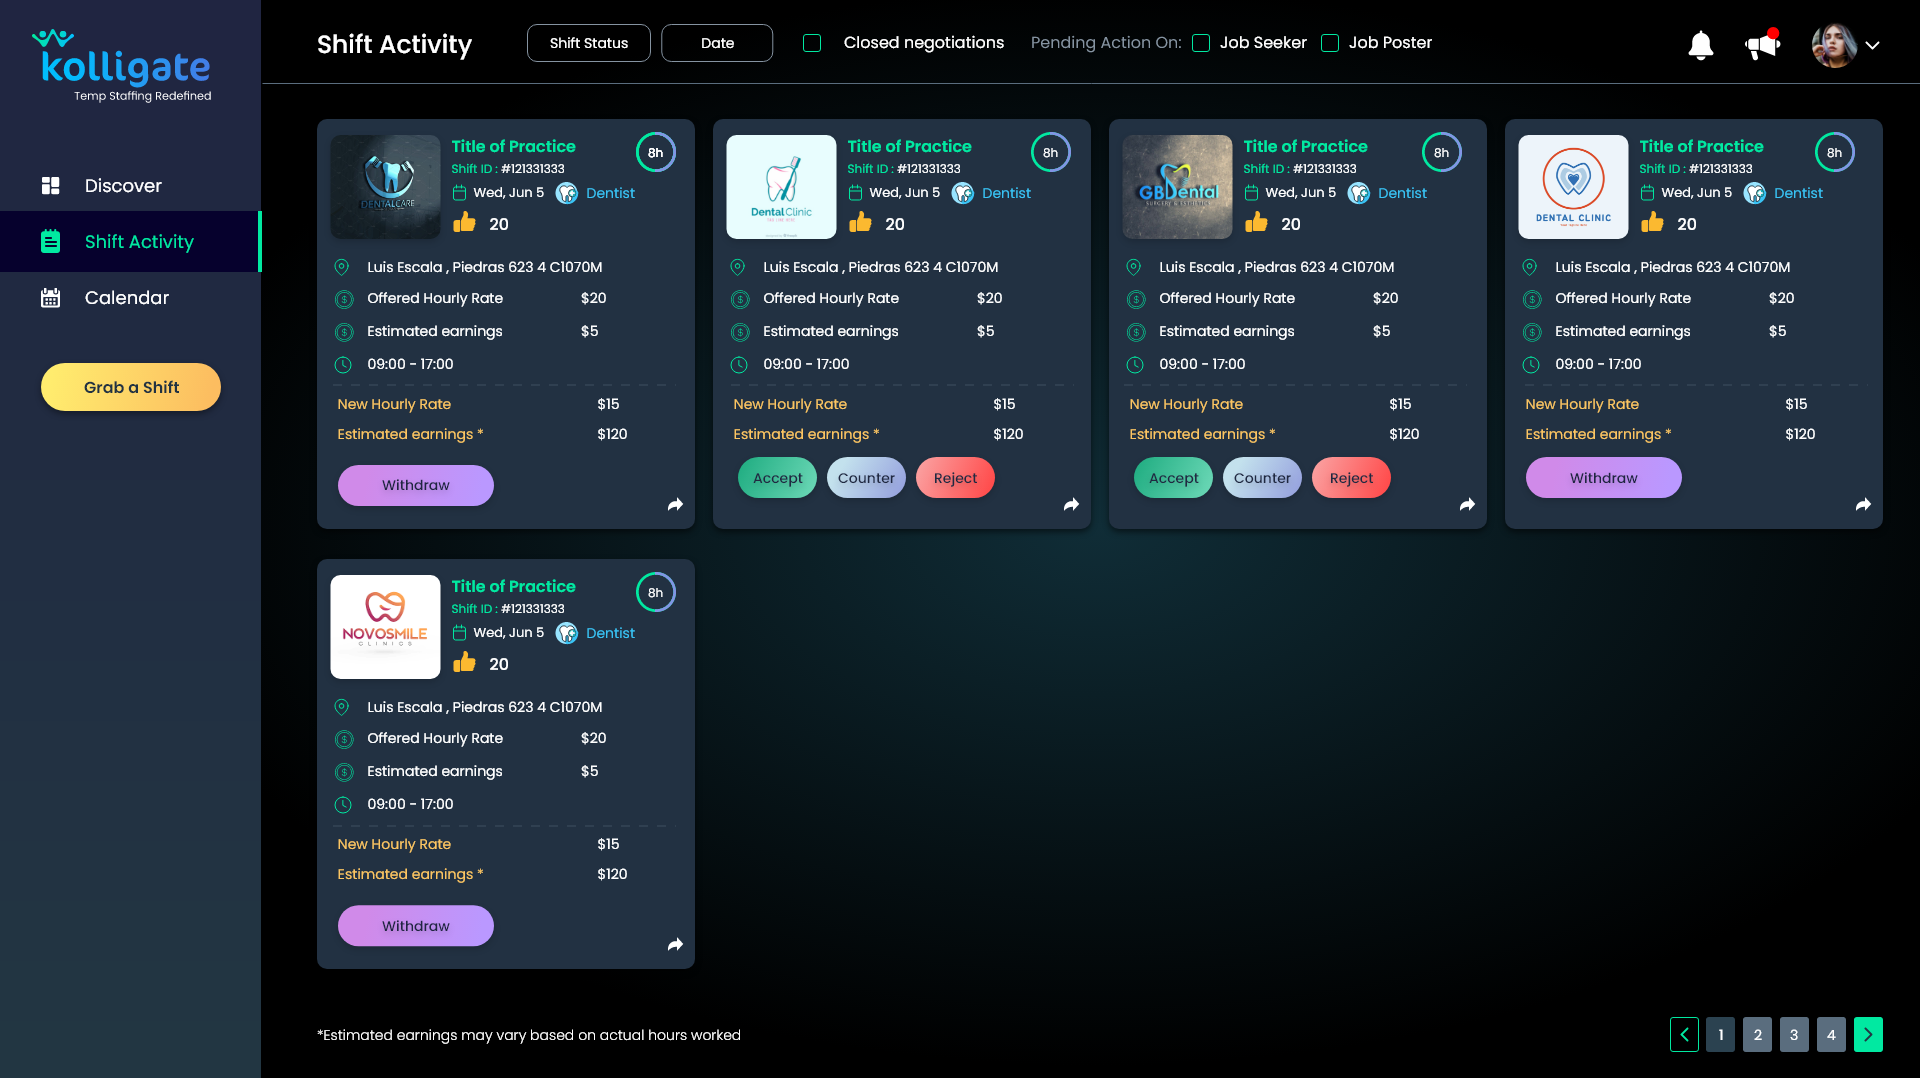 kolligate
Temp Staffing Redefined
Discover
Shift Activity
Calendar
Grab a Shift
Shift Activity
Shift Status
Date
Closed negotiations
Pending Action On:
Job Seeker
Job Poster
DENTALCARE
Title of Practice
8h
Shift ID : #121331333
Wed, Jun 5
Dentist
20
Luis Escala , Piedras 623 4 C1070M
Offered Hourly Rate $20
Estimated earnings $5
09:00 - 17:00
New Hourly Rate $15
Estimated earnings * $120
Withdraw
Dental Clinic
Title of Practice
8h
Shift ID : #121331333
Wed, Jun 5
Dentist
20
Luis Escala , Piedras 623 4 C1070M
Offered Hourly Rate $20
Estimated earnings $5
09:00 - 17:00
New Hourly Rate $15
Estimated earnings * $120
Accept Counter Reject
GB Dental
Title of Practice
8h
Shift ID : #121331333
Wed, Jun 5
Dentist
20
Luis Escala , Piedras 623 4 C1070M
Offered Hourly Rate $20
Estimated earnings $5
09:00 - 17:00
New Hourly Rate $15
Estimated earnings * $120
Accept Counter Reject
DENTAL CLINIC
Title of Practice
8h
Shift ID : #121331333
Wed, Jun 5
Dentist
20
Luis Escala , Piedras 623 4 C1070M
Offered Hourly Rate $20
Estimated earnings $5
09:00 - 17:00
New Hourly Rate $15
Estimated earnings * $120
Withdraw
NOVOSMILE
CLINICS
Title of Practice
8h
Shift ID : #121331333
Wed, Jun 5
Dentist
20
Luis Escala , Piedras 623 4 C1070M
Offered Hourly Rate $20
Estimated earnings $5
09:00 - 17:00
New Hourly Rate $15
Estimated earnings * $120
Withdraw
*Estimated earnings may vary based on actual hours worked
1 2 3 4